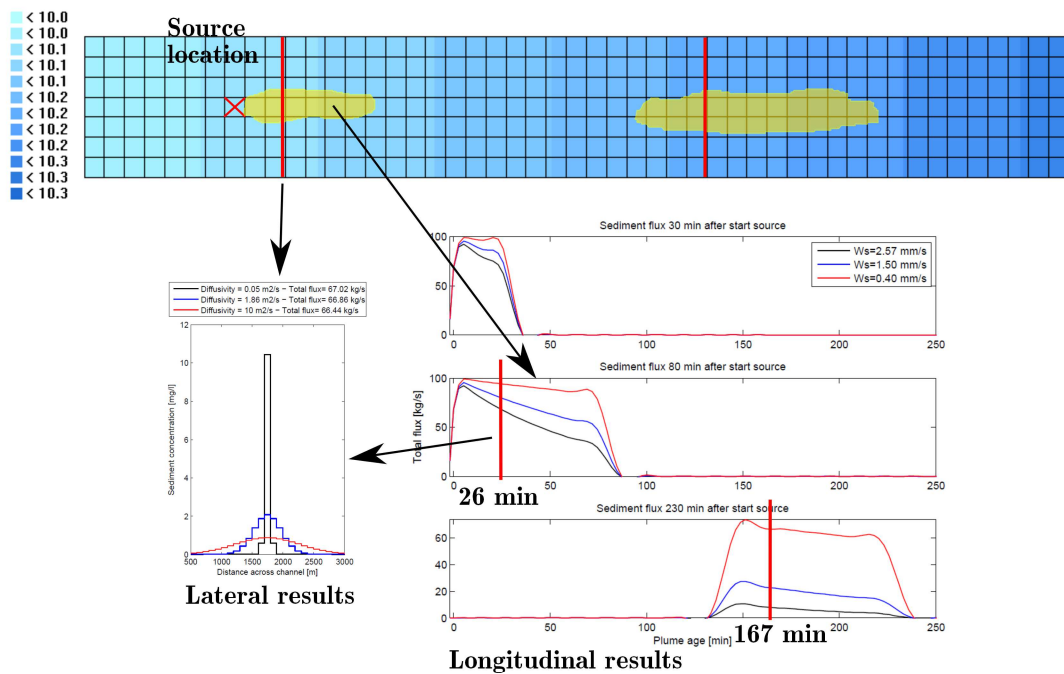 < 10.0
< 10.0
< 10.1
< 10.1
< 10.1
< 10.2
< 10.2
< 10.2
< 10.2
< 10.3
< 10.3
< 10.3
Source
location
Sediment flux 30 min after start source
100
50
0
0 50 100 150 200 250
Ws=2.57 mm/s
Ws=1.50 mm/s
Ws=0.40 mm/s
Diffusivity = 0.05 m2/s − Total flux= 67.02 kg/s
Diffusivity = 1.86 m2/s − Total flux= 66.86 kg/s
Diffusivity = 10 m2/s − Total flux= 66.44 kg/s
12
10
8
6
4
2
0
Sediment concentration [mg/l]
500 1000 1500 2000 2500 3000
Distance across channel [m]
Lateral results
Sediment flux 80 min after start source
Total flux [kg/s]
100
50
0
0 50 100 150 200 250
26 min
Sediment flux 230 min after start source
60
40
20
0
0 50 100 150 200 250
Plume age [min]
167 min
Longitudinal results